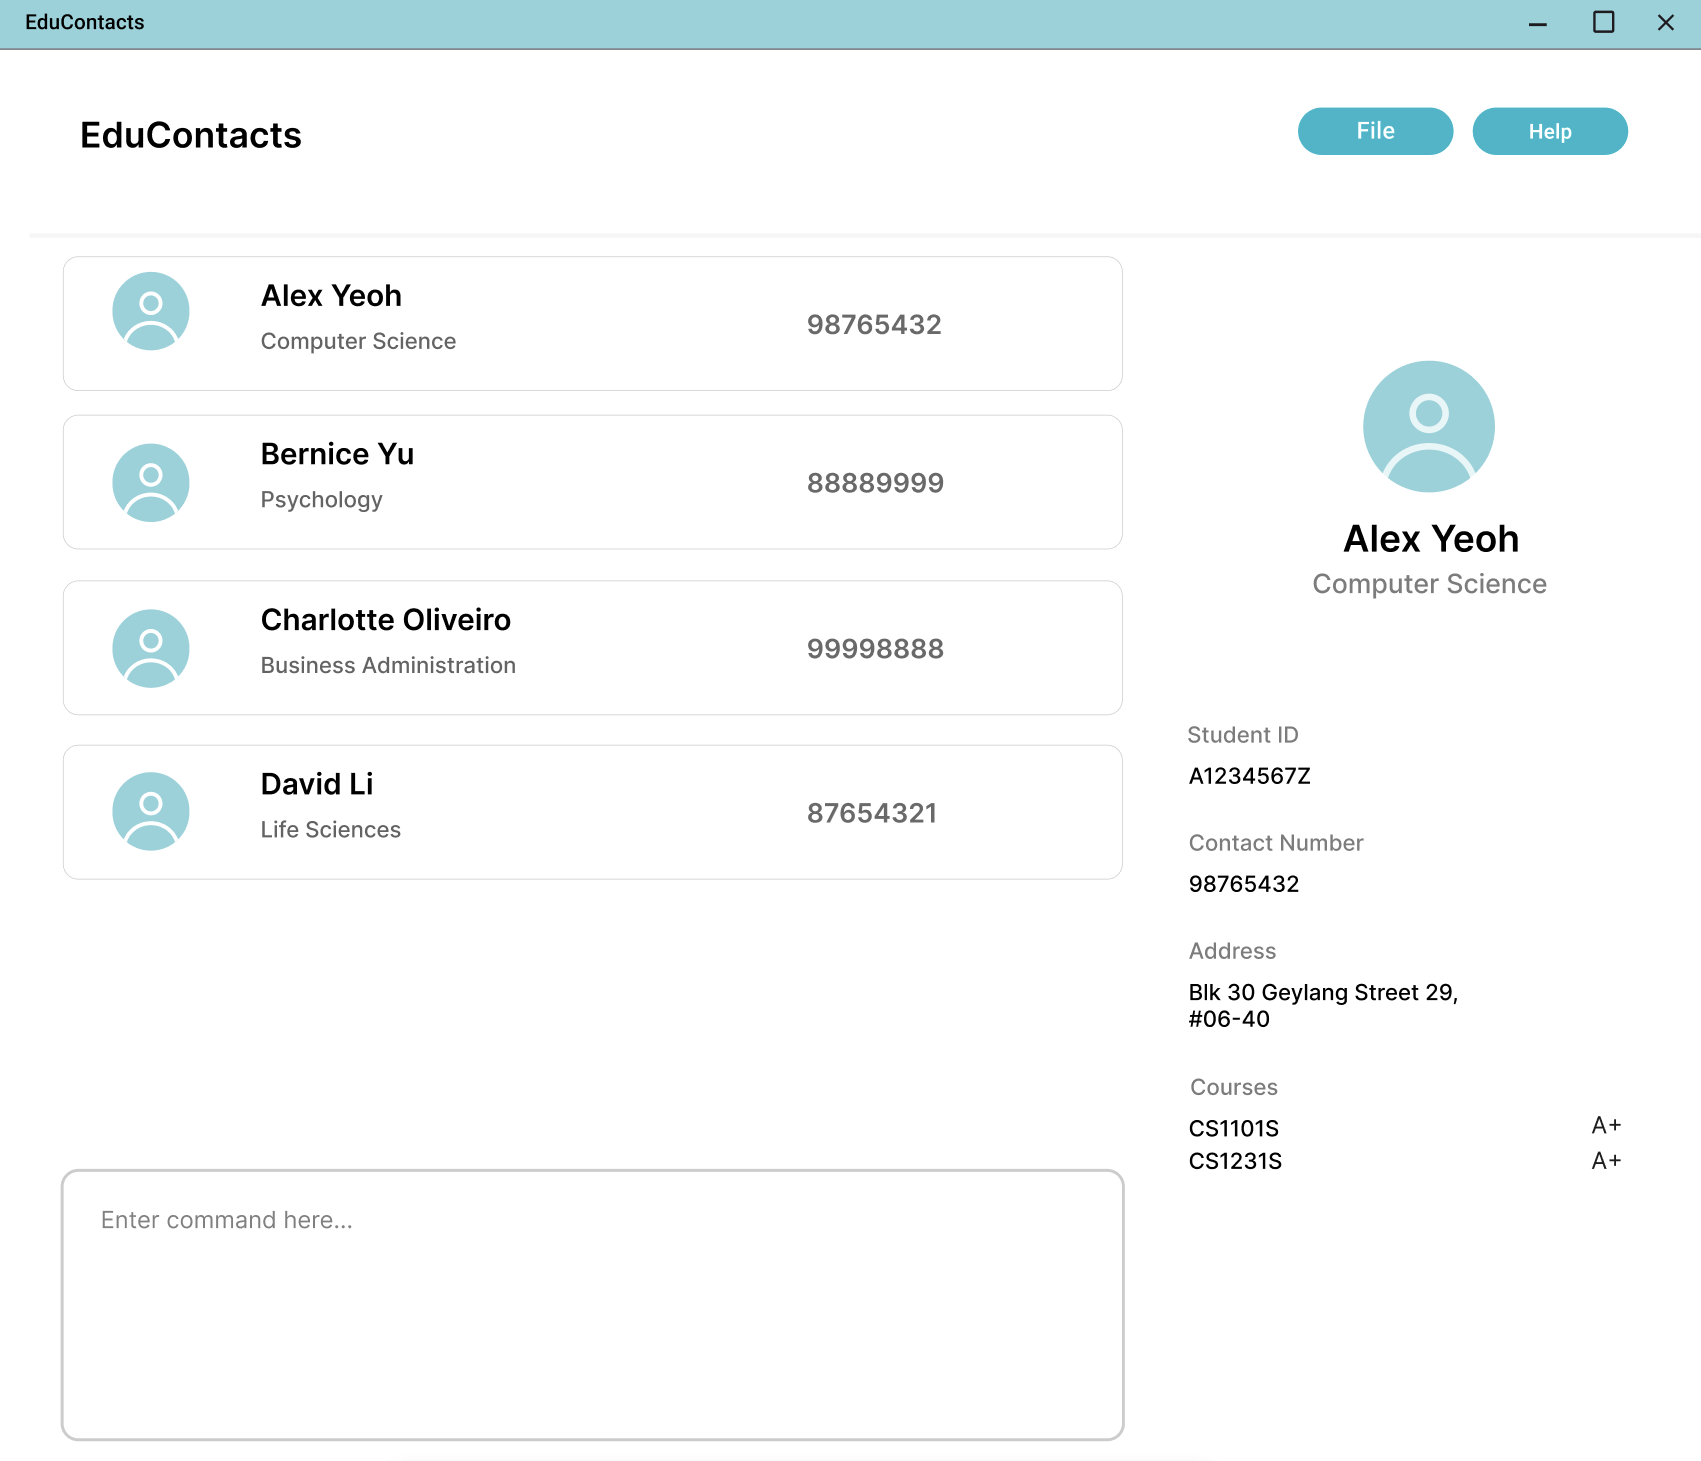 EduContacts
EduContacts
File
Help
Alex Yeoh
Computer Science
98765432
Bernice Yu
Psychology
88889999
Charlotte Oliveiro
Business Administration
99998888
David Li
Life Sciences
87654321
Enter command here...
Alex Yeoh
Computer Science
Student ID
A1234567Z
Contact Number
98765432
Address
Blk 30 Geylang Street 29,
#06-40
Courses
CS1101S A+
CS1231S A+